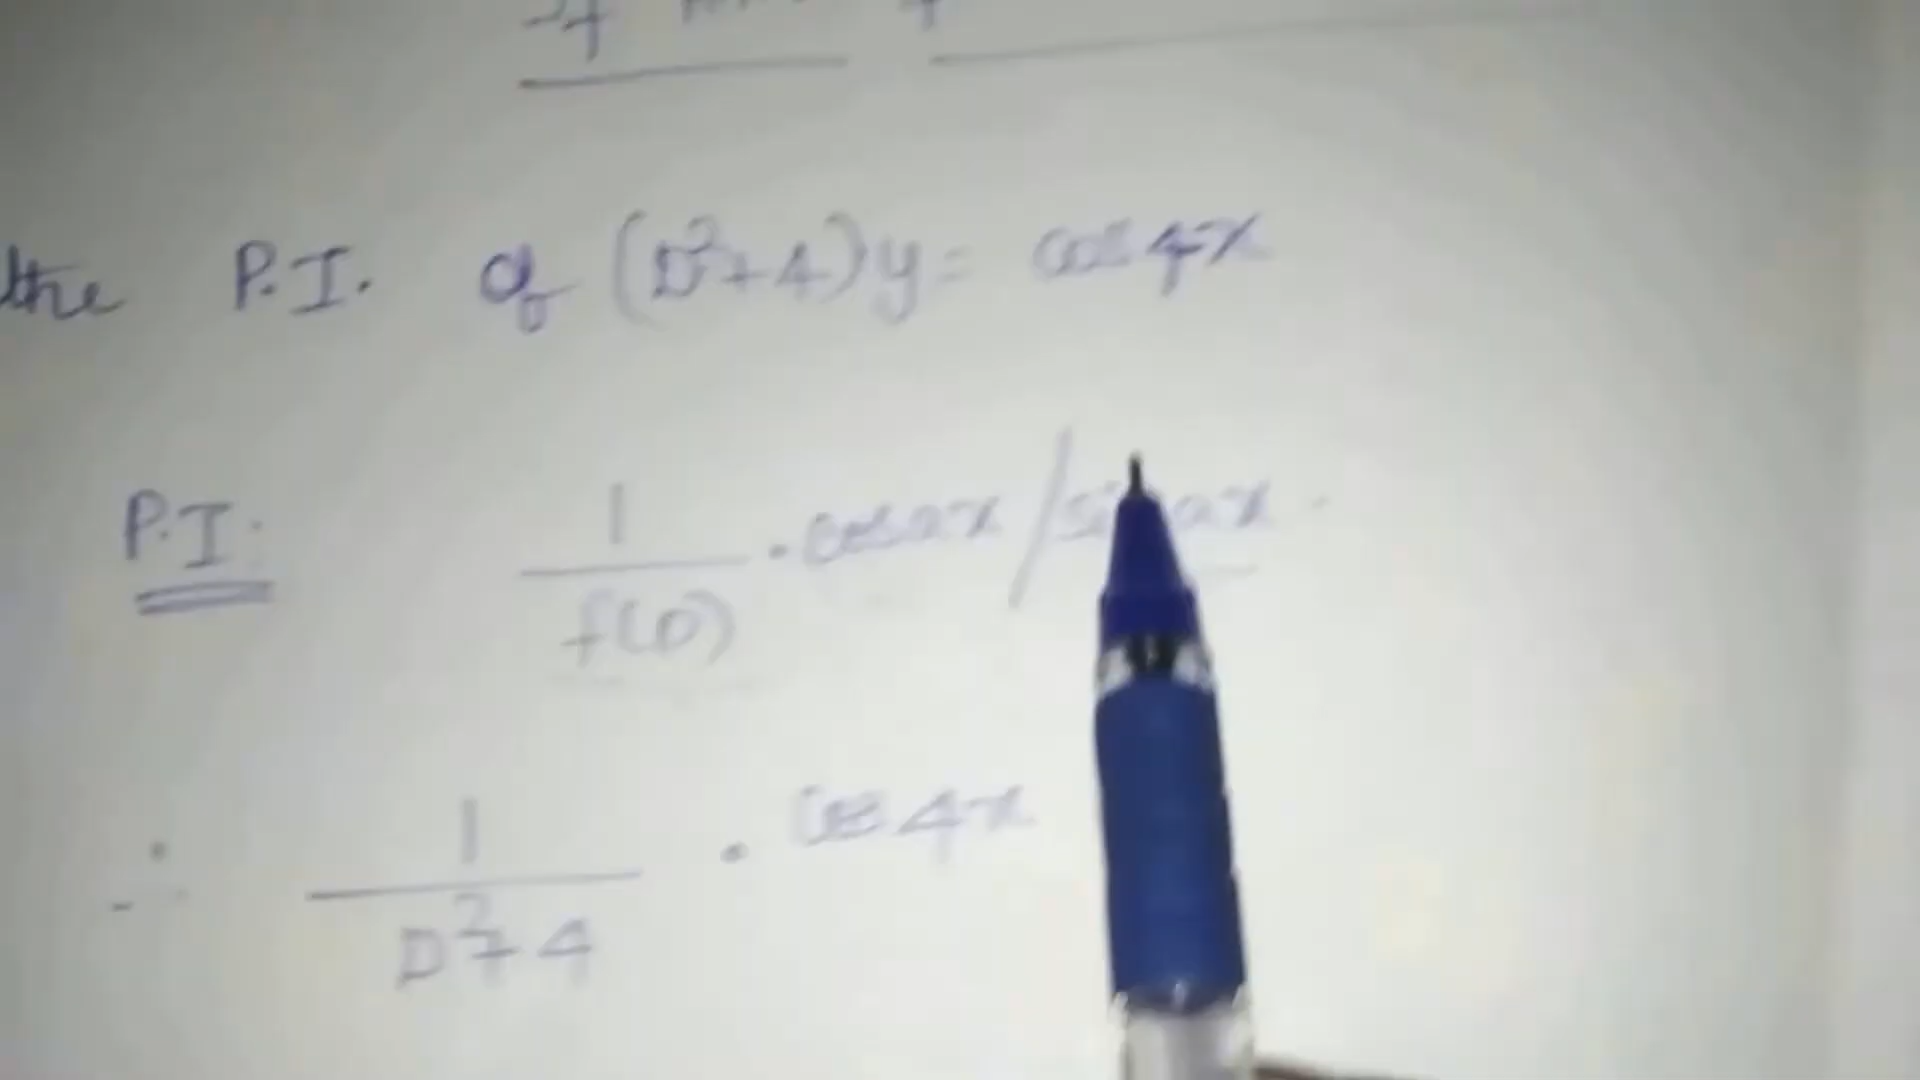 the P.I. of (D²+4)y = cos4x
P.I: 1/f(D) · cosax/sinax.
∴ 1/D²+4 · cos4x